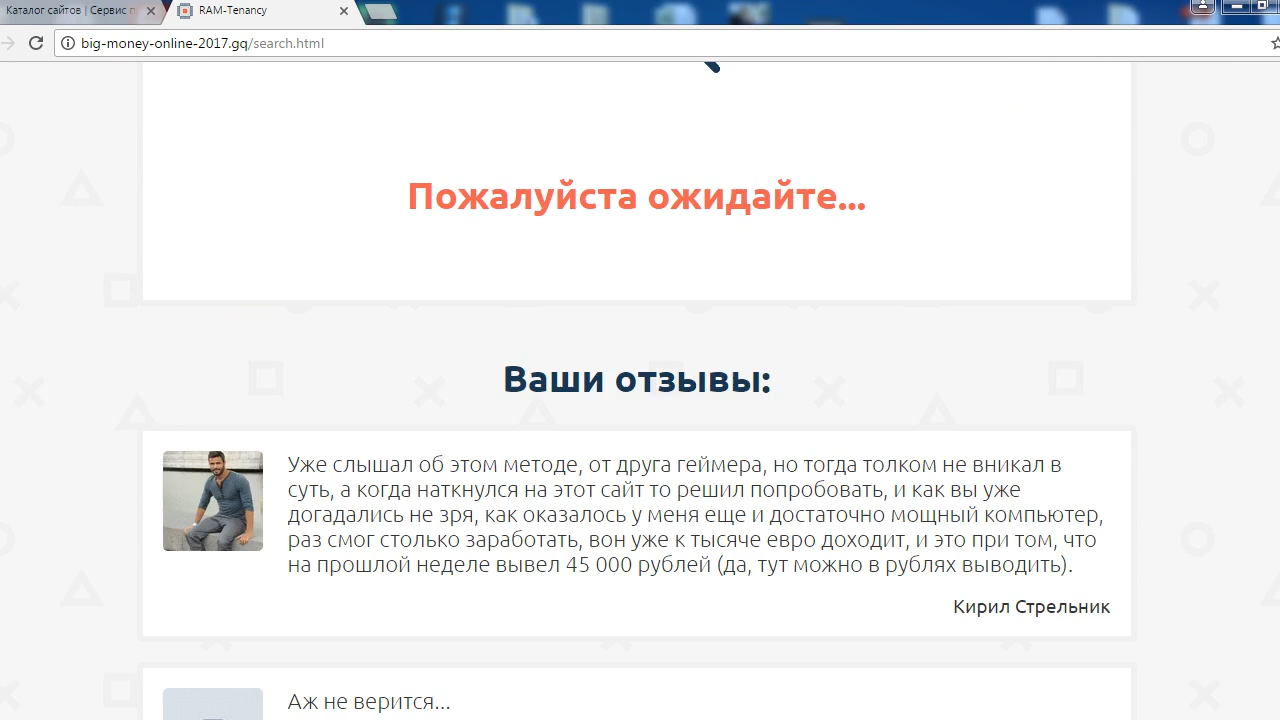 Каталог сайтов | Сервис п
RAM-Tenancy
big-money-online-2017.gq/search.html
Пожалуйста ожидайте...
Ваши отзывы:
Уже слышал об этом методе, от друга геймера, но тогда толком не вникал в
суть, а когда наткнулся на этот сайт то решил попробовать, и как вы уже
догадались не зря, как оказалось у меня еще и достаточно мощный компьютер,
раз смог столько заработать, вон уже к тысяче евро доходит, и это при том, что
на прошлой неделе вывел 45 000 рублей (да, тут можно в рублях выводить).
Кирил Стрельник
Аж не верится...